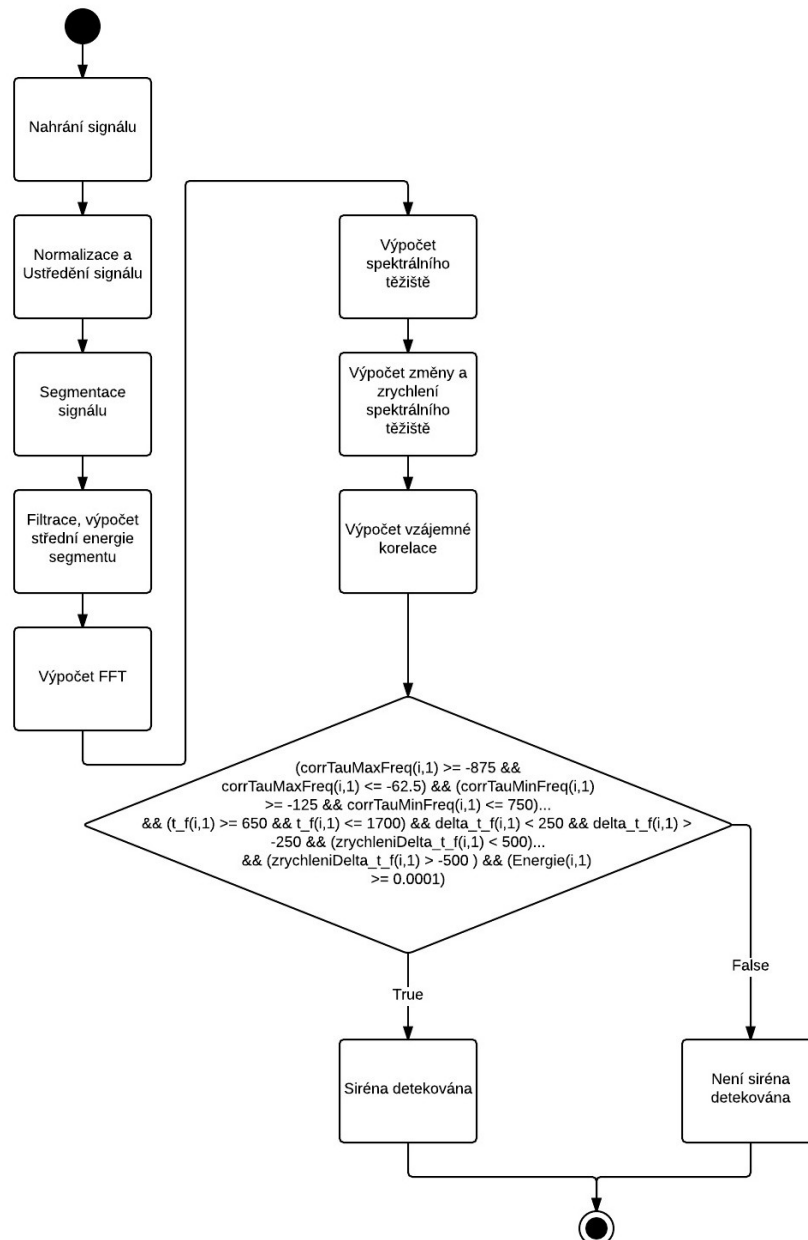 Nahrání signálu
Normalizace a
Ustředění signálu
Segmentace
signálu
Filtrace, výpočet
střední energie
segmentu
Výpočet FFT
Výpočet
spektrálního
těžiště
Výpočet změny a
zrychlení
spektrálního
těžiště
Výpočet vzájemné
korelace
(corrTauMaxFreq(i,1) >= -875 &&
corrTauMaxFreq(i,1) <= -62.5) && (corrTauMinFreq(i,1)
>= -125 && corrTauMinFreq(i,1) <= 750)...
&& (t_f(i,1) >= 650 && t_f(i,1) <= 1700) && delta_t_f(i,1) < 250 && delta_t_f(i,1) >
-250 && (zrychleniDelta_t_f(i,1) < 500)...
&& (zrychleniDelta_t_f(i,1) > -500 ) && (Energie(i,1)
>= 0.0001)
True
False
Siréna detekována
Není siréna
detekována